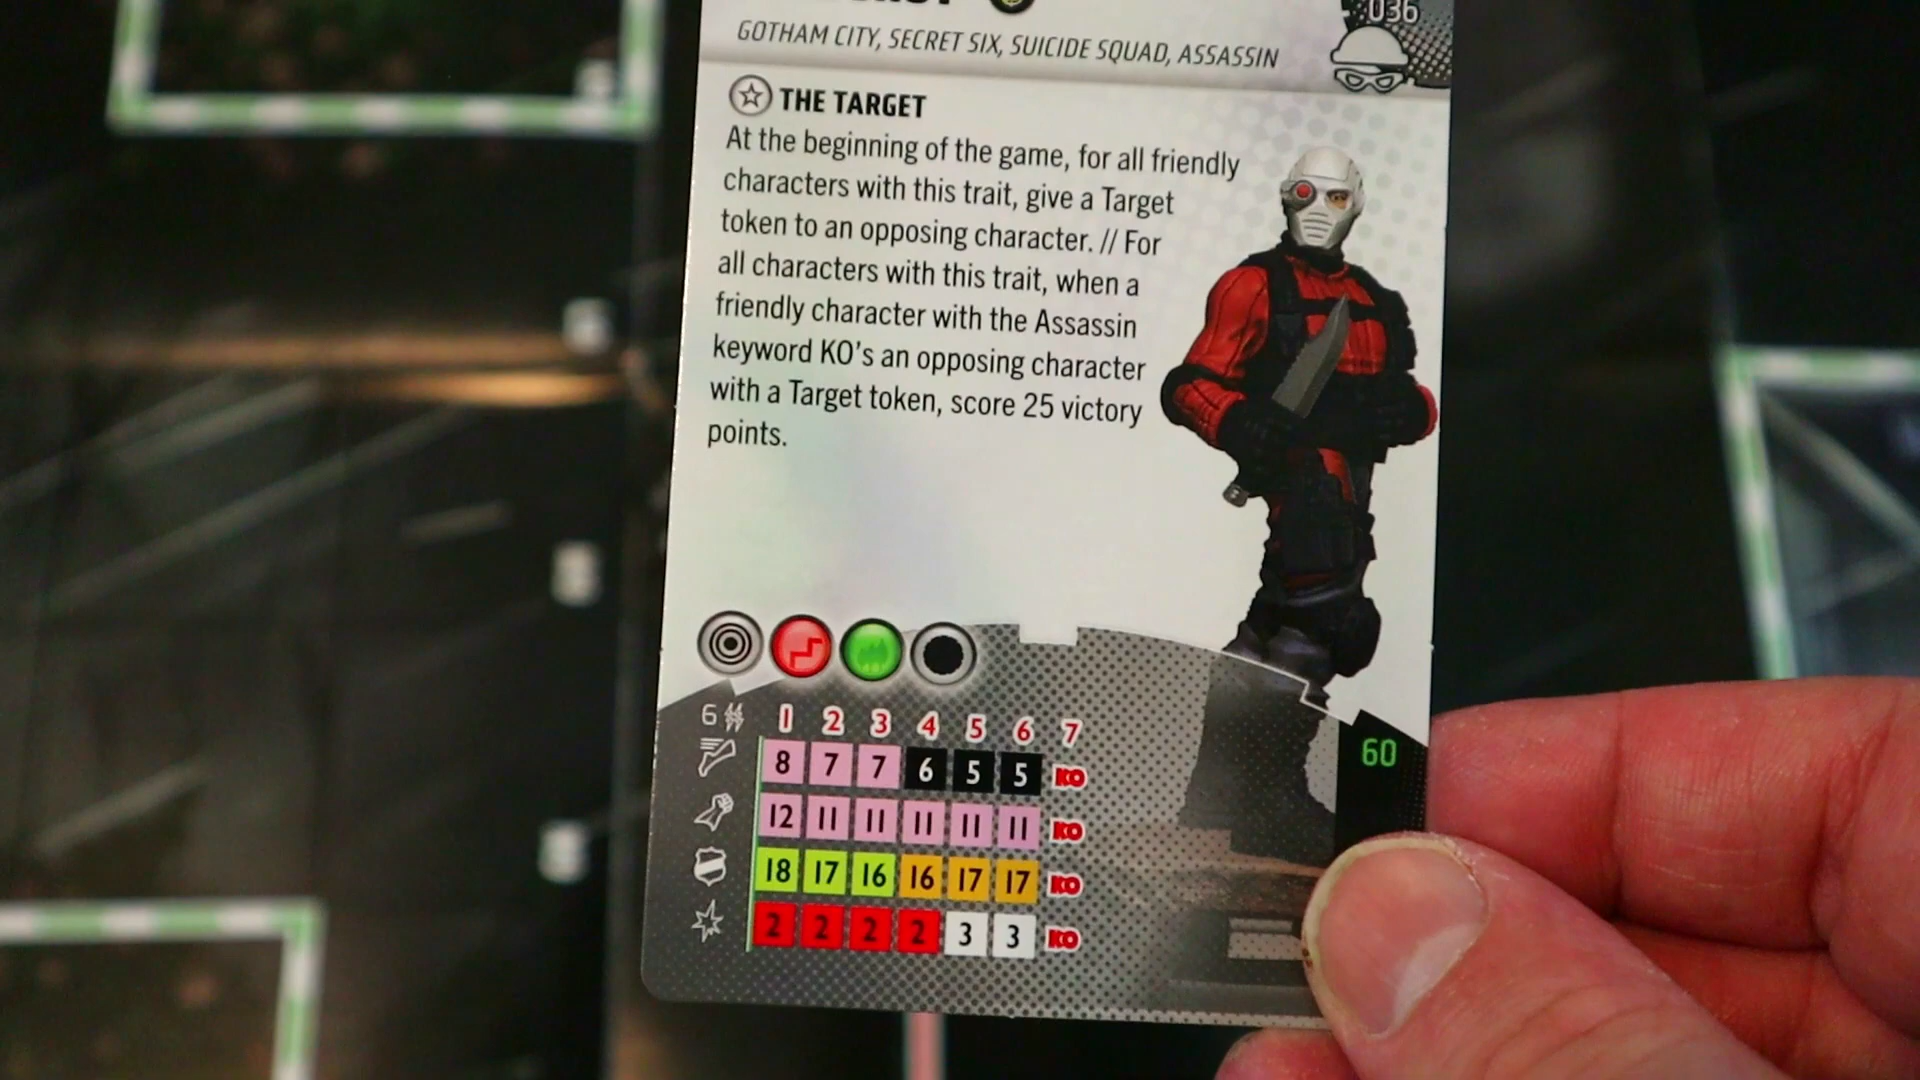 036
GOTHAM CITY, SECRET SIX, SUICIDE SQUAD, ASSASSIN
THE TARGET
At the beginning of the game, for all friendly
characters with this trait, give a Target
token to an opposing character. // For
all characters with this trait, when a
friendly character with the Assassin
keyword KO's an opposing character
with a Target token, score 25 victory
points.
6 1 2 3 4 5 6 7
60
8 7 7 6 5 5 KO
12 11 11 11 11 11 KO
18 17 16 16 17 17 KO
2 2 2 2 3 3 KO